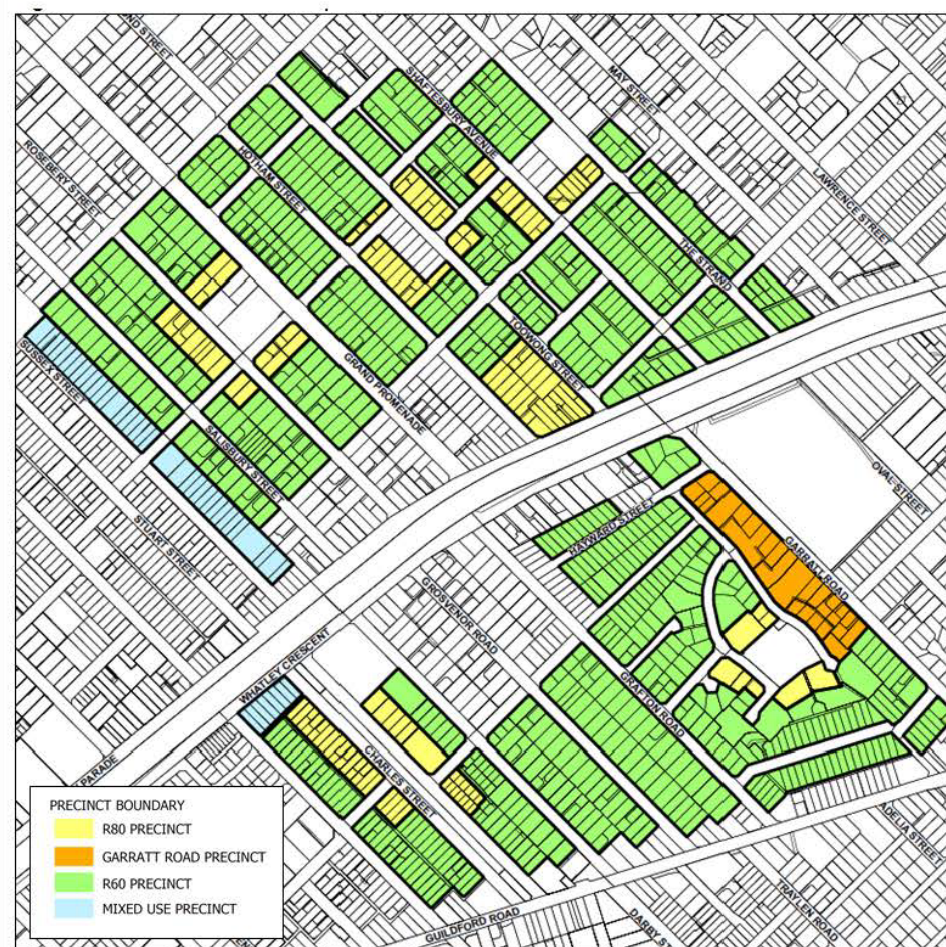 MAY STREET
SHAFTESBURY AVENUE
ROSEBERY STREET
HOTHAM STREET
LAWRENCE STREET
THE STRAND
SUSSEX STREET
TOOWONG STREET
GRAND PROMENADE
SALISBURY STREET
OVAL STREET
STUART STREET
HAYWARD STREET
GARRATT ROAD
GROSVENOR ROAD
WHATLEY CRESCENT
GRAFTON ROAD
CHARLES STREET
PARADE
ADELIA STREET
TRAYLEN ROAD
GUILDFORD ROAD
DARBY
PRECINCT BOUNDARY
R80 PRECINCT
GARRATT ROAD PRECINCT
R60 PRECINCT
MIXED USE PRECINCT